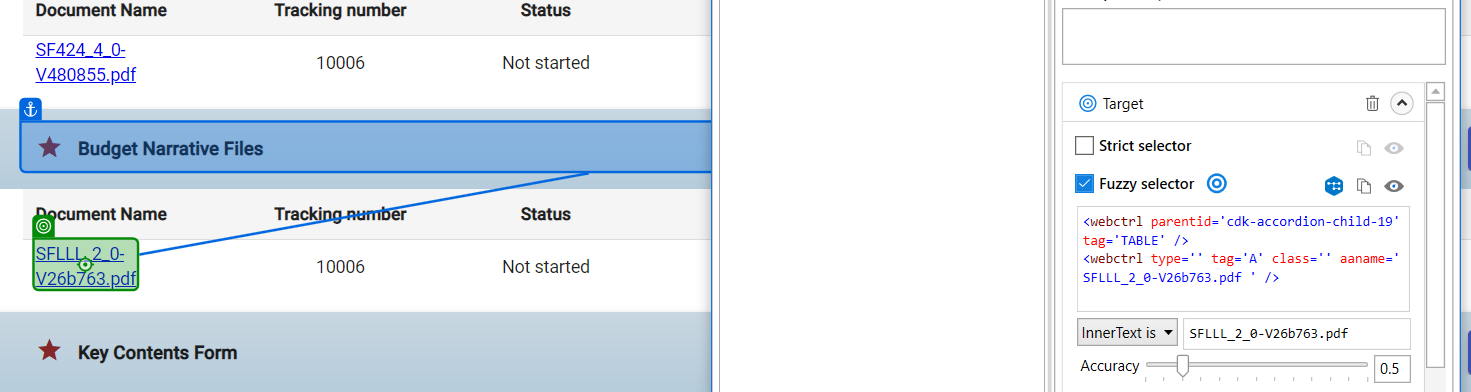 Document Name Tracking number Status
SF424_4_0-
V480855.pdf
10006 Not started
Budget Narrative Files
Document Name Tracking number Status
SFLLL_2_0-
V26b763.pdf
10006 Not started
Key Contents Form
Target
Strict selector
Fuzzy selector
<webctrl parentid='cdk-accordion-child-19'
tag='TABLE' />
<webctrl type='' tag='A' class='' aaname='
SFLLL_2_0-V26b763.pdf ' />
InnerText is SFLLL_2_0-V26b763.pdf
Accuracy 0.5